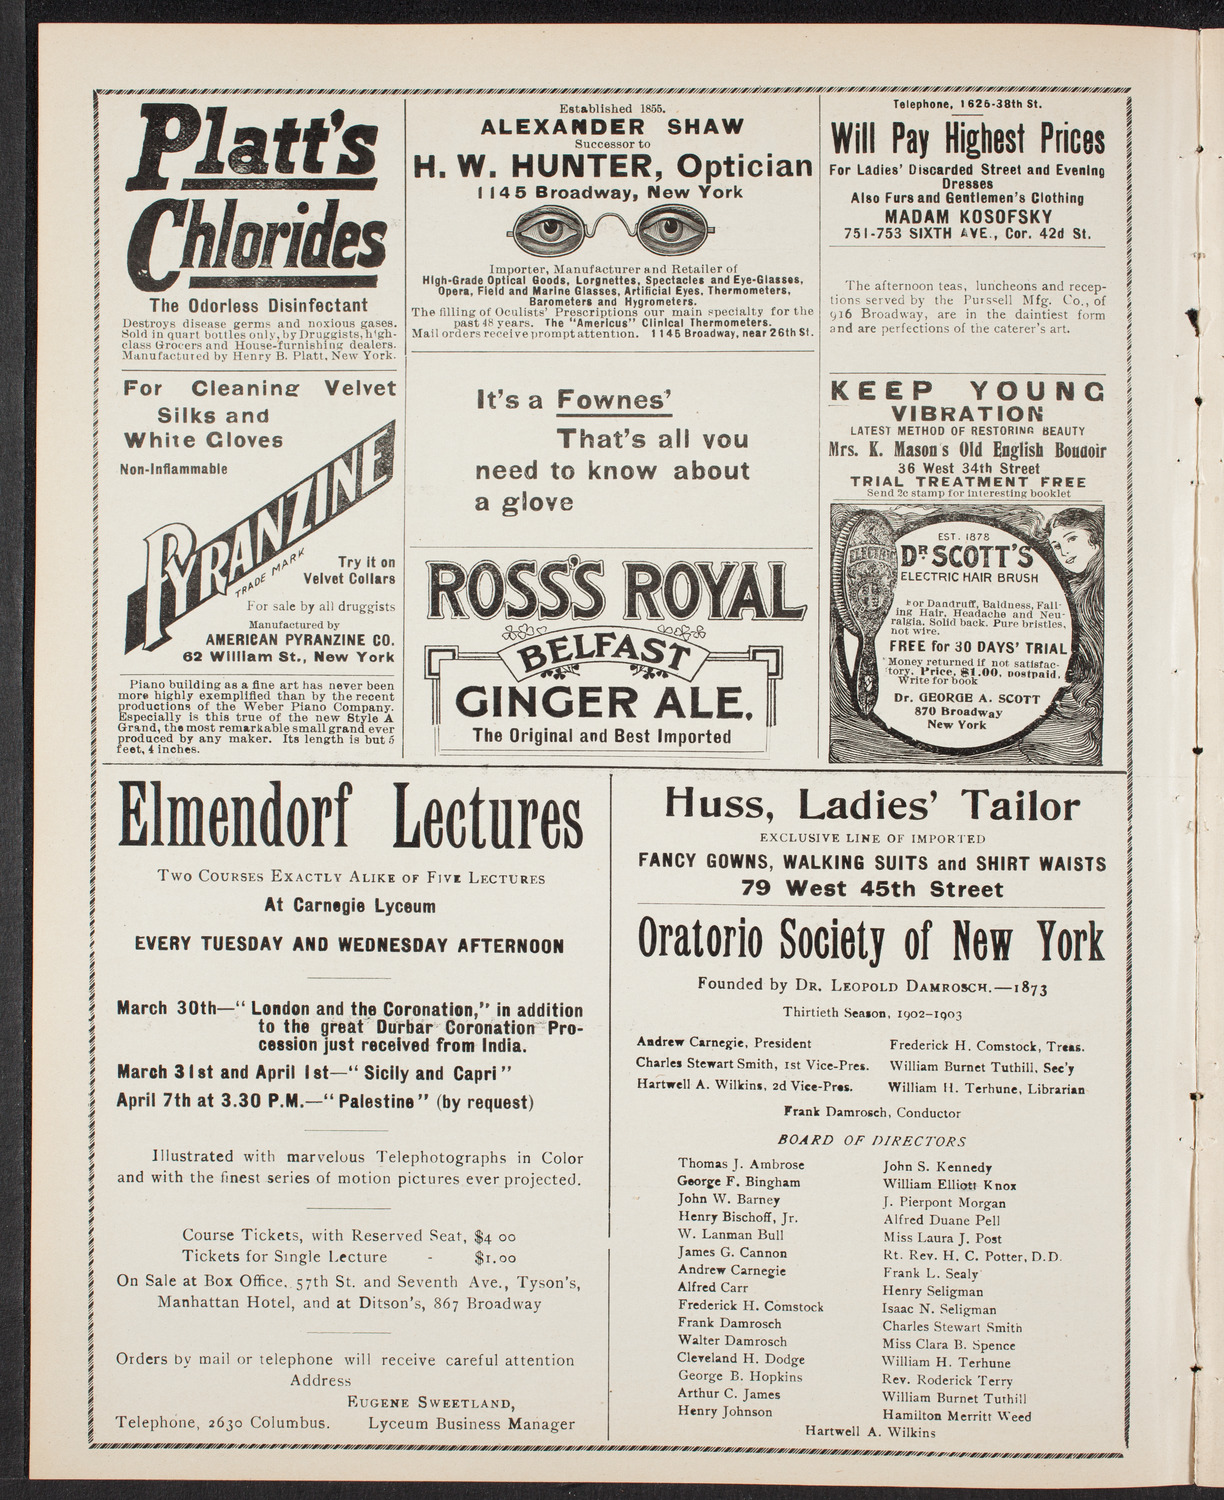 Platt's
Chlorides
The Odorless Disinfectant
Destroys disease germs and noxious gases.
Sold in quart bottles only, by Druggists, high-
class Grocers and House-furnishing dealers.
Manufactured by Henry B. Platt, New York.
For Cleaning Velvet
Silks and
White Gloves
Non-Inflammable
PYRANZINE
TRADE MARK
Try it on
Velvet Collars
For sale by all druggists
Manufactured by
AMERICAN PYRANZINE CO.
62 William St., New York
Piano building as a fine art has never been
more highly exemplified than by the recent
productions of the Weber Piano Company.
Especially is this true of the new Style A
Grand, the most remarkable small grand ever
produced by any maker. Its length is but 5
feet, 4 inches.
Established 1855.
ALEXANDER SHAW
Successor to
H. W. HUNTER, Optician
1145 Broadway, New York
Importer, Manufacturer and Retailer of
High-Grade Optical Goods, Lorgnettes, Spectacles and Eye-Glasses,
Opera, Field and Marine Glasses, Artificial Eyes, Thermometers,
Barometers and Hygrometers.
The filling of Oculists' Prescriptions our main specialty for the
past 48 years. The "Americus" Clinical Thermometers.
Mail orders receive prompt attention. 1145 Broadway, near 26th St.
It's a Fownes'
That's all you
need to know about
a glove
ROSS'S ROYAL
BELFAST
GINGER ALE.
The Original and Best Imported
Telephone, 1626-38th St.
Will Pay Highest Prices
For Ladies' Discarded Street and Evening
Dresses
Also Furs and Gentlemen's Clothing
MADAM KOSOFSKY
751-753 SIXTH AVE., Cor. 42d St.
The afternoon teas, luncheons and recep-
tions served by the Purssell Mfg. Co., of
916 Broadway, are in the daintiest form
and are perfections of the caterer's art.
KEEP YOUNG
VIBRATION
LATEST METHOD OF RESTORING BEAUTY
Mrs. K. Mason's Old English Boudoir
36 West 34th Street
TRIAL TREATMENT FREE
Send 2c stamp for interesting booklet
ELECTRIC
EST. 1878
DR SCOTT'S
ELECTRIC HAIR BRUSH
For Dandruff, Baldness, Fall-
ing Hair, Headache and Neu-
ralgia. Solid back. Pure bristles,
not wire.
FREE for 30 DAYS' TRIAL
Money returned if not satisfac-
tory. Price, $1.00, postpaid.
Write for book
Dr. GEORGE A. SCOTT
870 Broadway
New York
Elmendorf Lectures
TWO COURSES EXACTLY ALIKE OF FIVE LECTURES
At Carnegie Lyceum
EVERY TUESDAY AND WEDNESDAY AFTERNOON
March 30th—"London and the Coronation," in addition
to the great Durbar Coronation Pro-
cession just received from India.
March 31st and April 1st—"Sicily and Capri"
April 7th at 3.30 P.M.—"Palestine" (by request)
Illustrated with marvelous Telephotographs in Color
and with the finest series of motion pictures ever projected.
Course Tickets, with Reserved Seat, $4 00
Tickets for Single Lecture - $1.00
On Sale at Box Office, 57th St. and Seventh Ave., Tyson's,
Manhattan Hotel, and at Ditson's, 867 Broadway
Orders by mail or telephone will receive careful attention
Address
EUGENE SWEETLAND,
Telephone, 2630 Columbus. Lyceum Business Manager
Huss, Ladies' Tailor
EXCLUSIVE LINE OF IMPORTED
FANCY GOWNS, WALKING SUITS and SHIRT WAISTS
79 West 45th Street
Oratorio Society of New York
Founded by DR. LEOPOLD DAMROSCH.—1873
Thirtieth Season, 1902-1903
Andrew Carnegie, President
Charles Stewart Smith, 1st Vice-Pres.
Hartwell A. Wilkins, 2d Vice-Pres.
Frederick H. Comstock, Treas.
William Burnet Tuthill, Sec'y
William H. Terhune, Librarian
Frank Damrosch, Conductor
BOARD OF DIRECTORS
Thomas J. Ambrose
George F. Bingham
John W. Barney
Henry Bischoff, Jr.
W. Lanman Bull
James G. Cannon
Andrew Carnegie
Alfred Carr
Frederick H. Comstock
Frank Damrosch
Walter Damrosch
Cleveland H. Dodge
George B. Hopkins
Arthur C. James
Henry Johnson
John S. Kennedy
William Elliott Knox
J. Pierpont Morgan
Alfred Duane Pell
Miss Laura J. Post
Rt. Rev. H. C. Potter, D.D.
Frank L. Sealy
Henry Seligman
Isaac N. Seligman
Charles Stewart Smith
Miss Clara B. Spence
William H. Terhune
Rev. Roderick Terry
William Burnet Tuthill
Hamilton Merritt Weed
Hartwell A. Wilkins